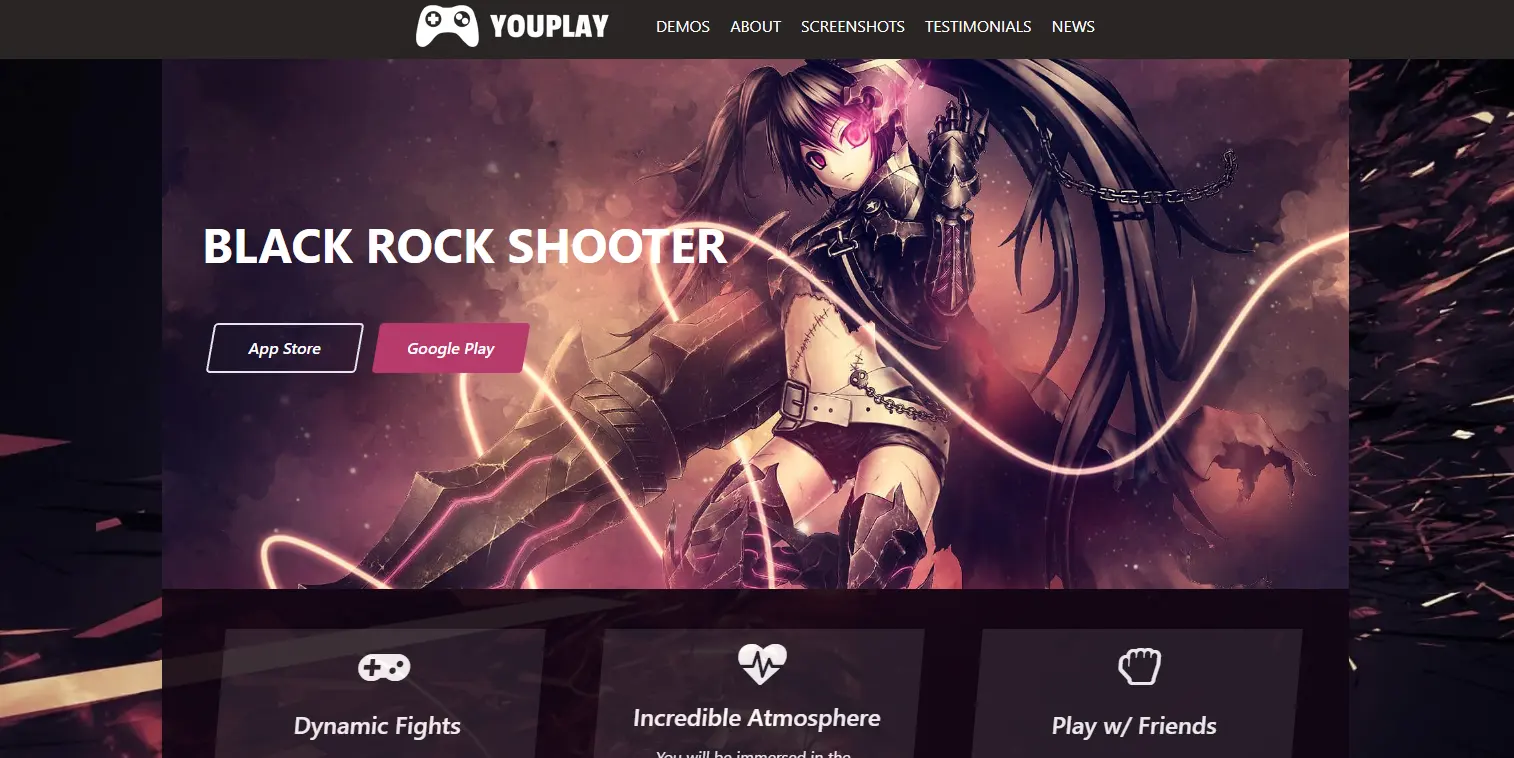 YOUPLAY DEMOS ABOUT SCREENSHOTS TESTIMONIALS NEWS
BLACK ROCK SHOOTER
App Store Google Play
Dynamic Fights Incredible Atmosphere Play w/ Friends
You will be immersed in the